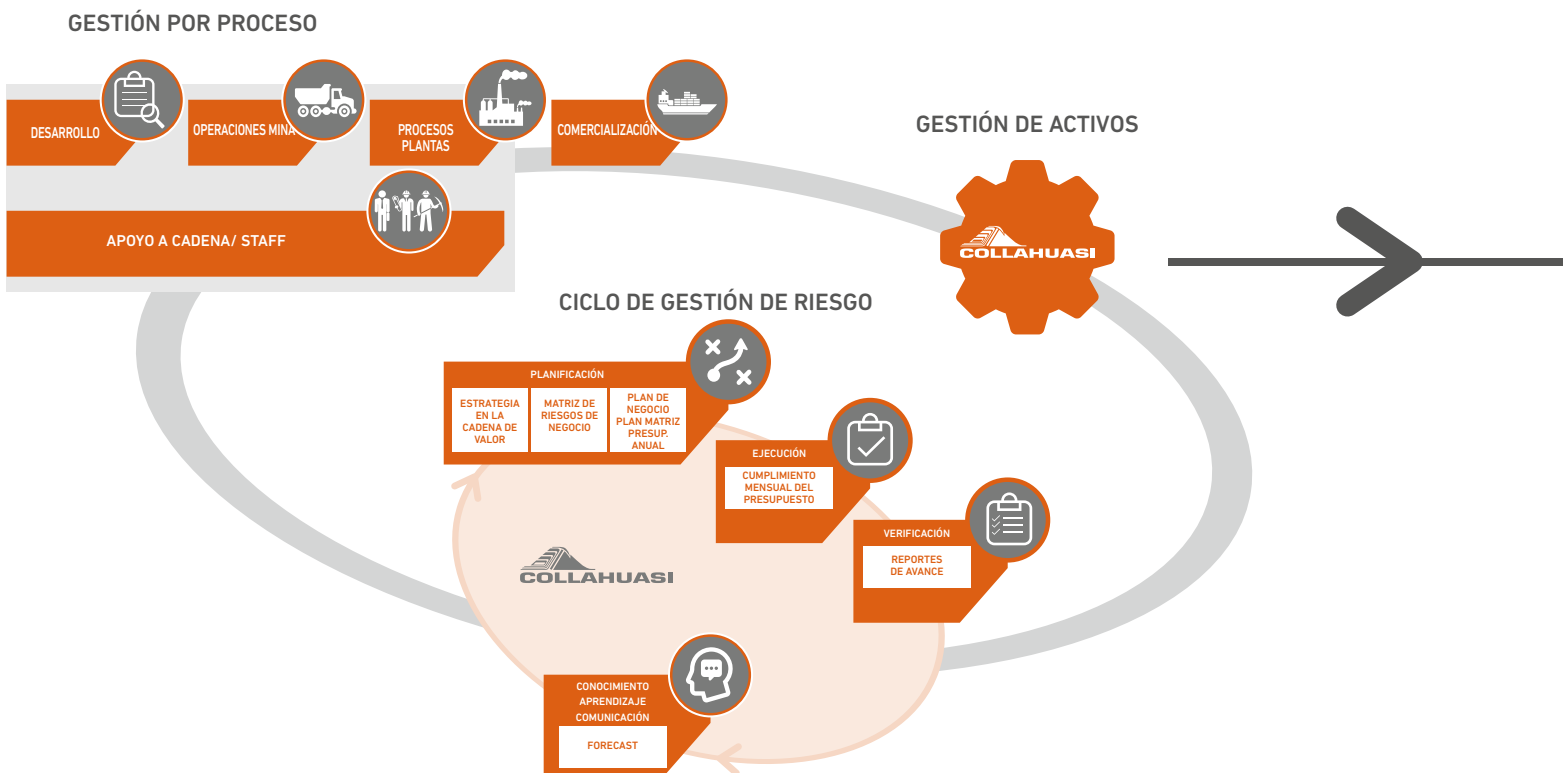 GESTIÓN POR PROCESO
DESARROLLO
OPERACIONES MINA
PROCESOS
PLANTAS
COMERCIALIZACIÓN
APOYO A CADENA/ STAFF
GESTIÓN DE ACTIVOS
COLLAHUASI
CICLO DE GESTIÓN DE RIESGO
PLANIFICACIÓN
ESTRATEGIA
EN LA
CADENA DE
VALOR
MATRIZ DE
RIESGOS DE
NEGOCIO
PLAN DE
NEGOCIO
PLAN MATRIZ
PRESUP.
ANUAL
EJECUCIÓN
CUMPLIMIENTO
MENSUAL DEL
PRESUPUESTO
VERIFICACIÓN
REPORTES
DE AVANCE
COLLAHUASI
CONOCIMIENTO
APRENDIZAJE
COMUNICACIÓN
FORECAST